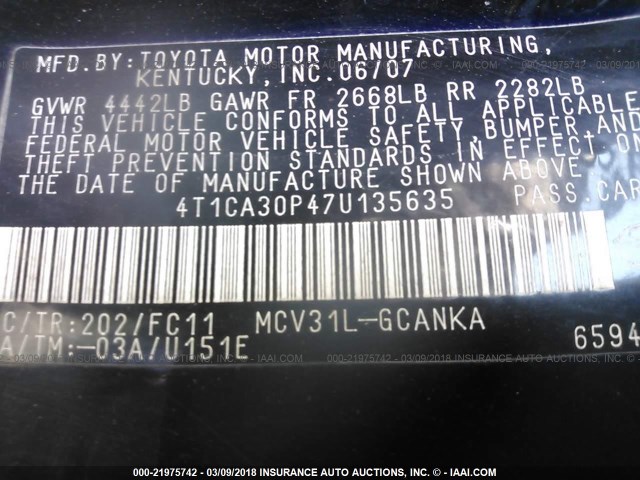 MFD.BY:TOYOTA MOTOR MANUFACTURING,
KENTUCKY,INC.06/07
GVWR 4442LB GAWR FR 2668LB RR 2282LB
THIS VEHICLE CONFORMS TO ALL APPLICABLE
FEDERAL MOTOR VEHICLE SAFETY,BUMPER,AND
THEFT PREVENTION STANDARDS IN EFFECT ON
THE DATE OF MANUFACTURE SHOWN ABOVE.
4T1CA30P47U135635 PASS.CAR
C/TR:202/FC11 MCV31L-GCANKA
A/TM:-03A/U151E 6594
000-21975742 - 03/09/2018 INSURANCE AUTO AUCTIONS - © IAAI.COM